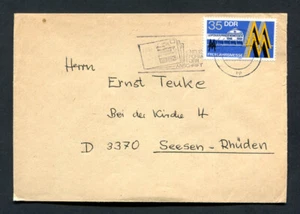 35 DDR
Herrn
Ernst Teuke
Bei der Kirche 4
D 3370 Seesen-Rhüden